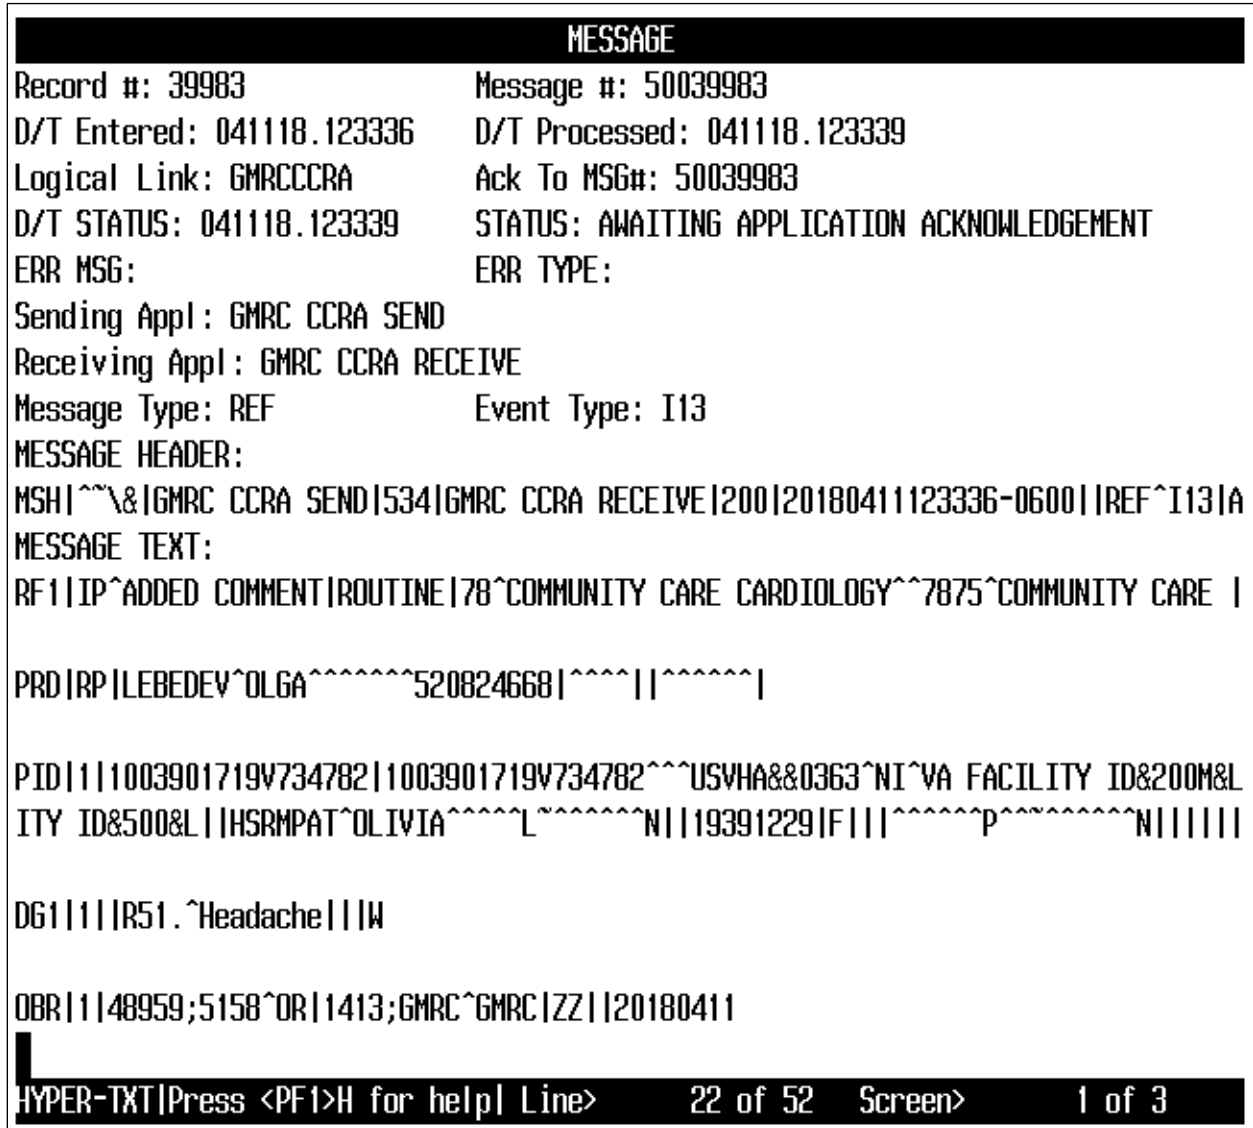 MESSAGE
Record #: 39983 Message #: 50039983
D/T Entered: 041118.123336 D/T Processed: 041118.123339
Logical Link: GMRCCCRA Ack To MSG#: 50039983
D/T STATUS: 041118.123339 STATUS: AWAITING APPLICATION ACKNOWLEDGEMENT
ERR MSG: ERR TYPE:
Sending Appl: GMRC CCRA SEND
Receiving Appl: GMRC CCRA RECEIVE
Message Type: REF Event Type: I13
MESSAGE HEADER:
MSH|^~\&|GMRC CCRA SEND|534|GMRC CCRA RECEIVE|200|20180411123336-0600||REF^I13|A
MESSAGE TEXT:
RF1|IP^ADDED COMMENT|ROUTINE|78^COMMUNITY CARE CARDIOLOGY^^7875^COMMUNITY CARE |
PRD|RP|LEBEDEV^OLGA^^^^^^^520824668|^^^^||^^^^^^|
PID|1|1003901719V734782|1003901719V734782^^^USVHA&&0363^NI^VA FACILITY ID&200M&L
ITY ID&500&L||HSRMPAT^OLIVIA^^^^^L~^^^^^^^N||19391229|F|||^^^^^^P^^~^^^^^^^N||||||
DG1|1||R51.^Headache|||W
OBR|1|48959;5158^OR|1413;GMRC^GMRC|ZZ||20180411
HYPER-TXT|Press <PF1>H for help| Line> 22 of 52 Screen> 1 of 3